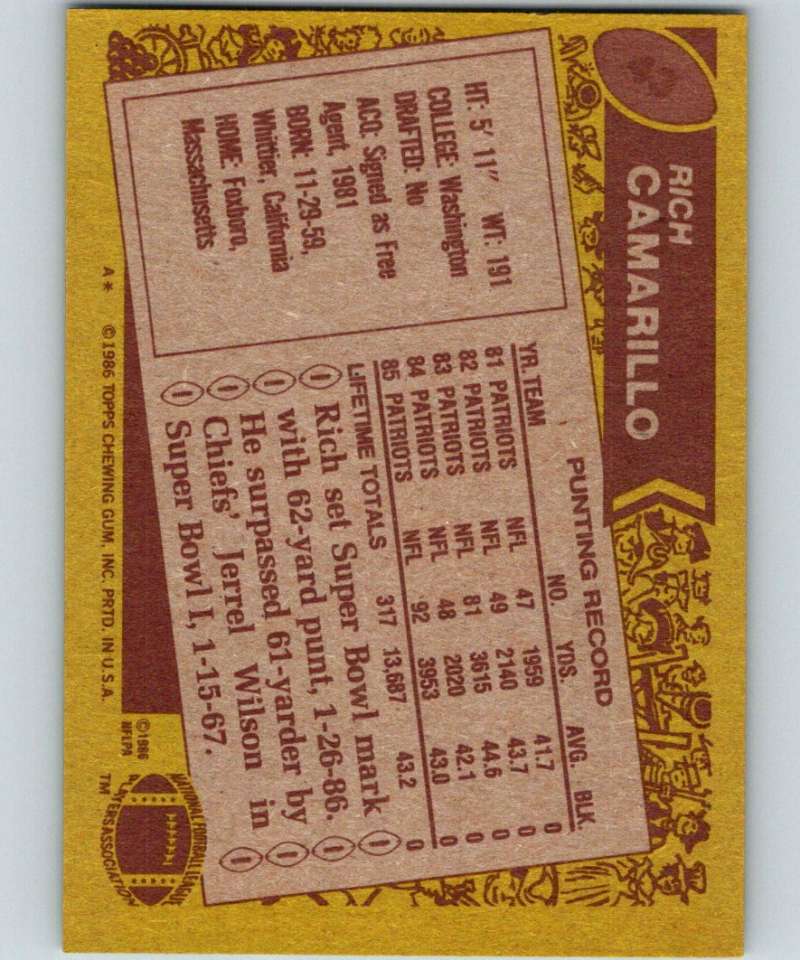 RICH
CAMARILLO
HT: 5' 11" WT: 191
COLLEGE: Washington
DRAFTED: No
ACQ: Signed as Free
Agent, 1981
BORN: 11-29-59,
Whittier, California
HOME: Foxboro,
Massachusetts
PUNTING RECORD
YR. TEAM NO. YDS. AVG. BLK.
81 PATRIOTS NFL 47 1959 41.7 0
82 PATRIOTS NFL 49 2140 43.7 0
83 PATRIOTS NFL 81 3615 44.6 0
84 PATRIOTS NFL 48 2020 42.1 0
85 PATRIOTS NFL 92 3953 43.0 0
LIFETIME TOTALS 317 13,687 43.2 0
Rich set Super Bowl mark
with 62-yard punt, 1-26-86.
He surpassed 61-yarder by
Chiefs' Jerrel Wilson in
Super Bowl I, 1-15-67.
A* ©1986 TOPPS CHEWING GUM, INC. PRTD. IN U.S.A.
©1986
NFLPA
NATIONAL FOOTBALL LEAGUE
PLAYERS ASSOCIATION
TM